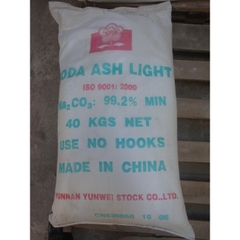 SODA ASH LIGHT
ISO 9001: 2000
Na₂CO₃: 99.2% MIN
40 KGS NET
USE NO HOOKS
MADE IN CHINA
YUNNAN YUNWEI STOCK CO.,LTD.